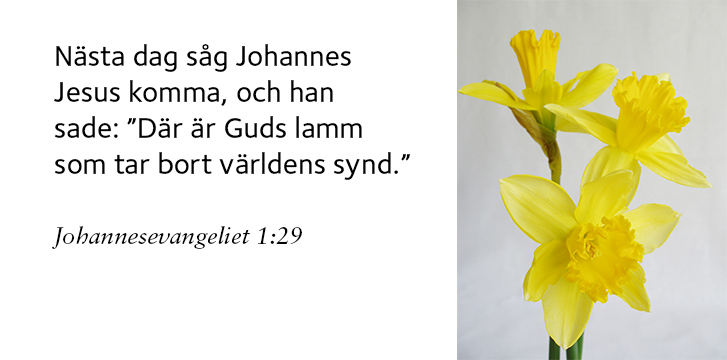 Nästa dag såg Johannes
Jesus komma, och han
sade: ”Där är Guds lamm
som tar bort världens synd.”
Johannesevangeliet 1:29